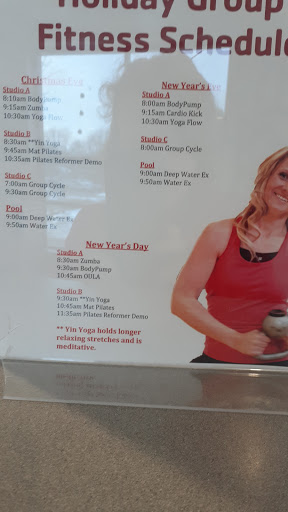 Holiday Group
Fitness Schedule
Christmas Eve
Studio A
8:10am BodyPump
9:15am Zumba
10:30am Yoga Flow
Studio B
8:30am **Yin Yoga
9:45am Mat Pilates
10:35am Pilates Reformer Demo
Studio C
7:00am Group Cycle
9:30am Group Cycle
Pool
9:00am Deep Water Ex
9:50am Water Ex
New Year's Eve
Studio A
8:00am BodyPump
9:15am Cardio Kick
10:30am Yoga Flow
Studio C
8:00am Group Cycle
Pool
9:00am Deep Water Ex
9:50am Water Ex
New Year's Day
Studio A
8:30am Zumba
9:30am BodyPump
10:45am OULA
Studio B
9:30am **Yin Yoga
10:45am Mat Pilates
11:35am Pilates Reformer Demo
** Yin Yoga holds longer
relaxing stretches and is
meditative.